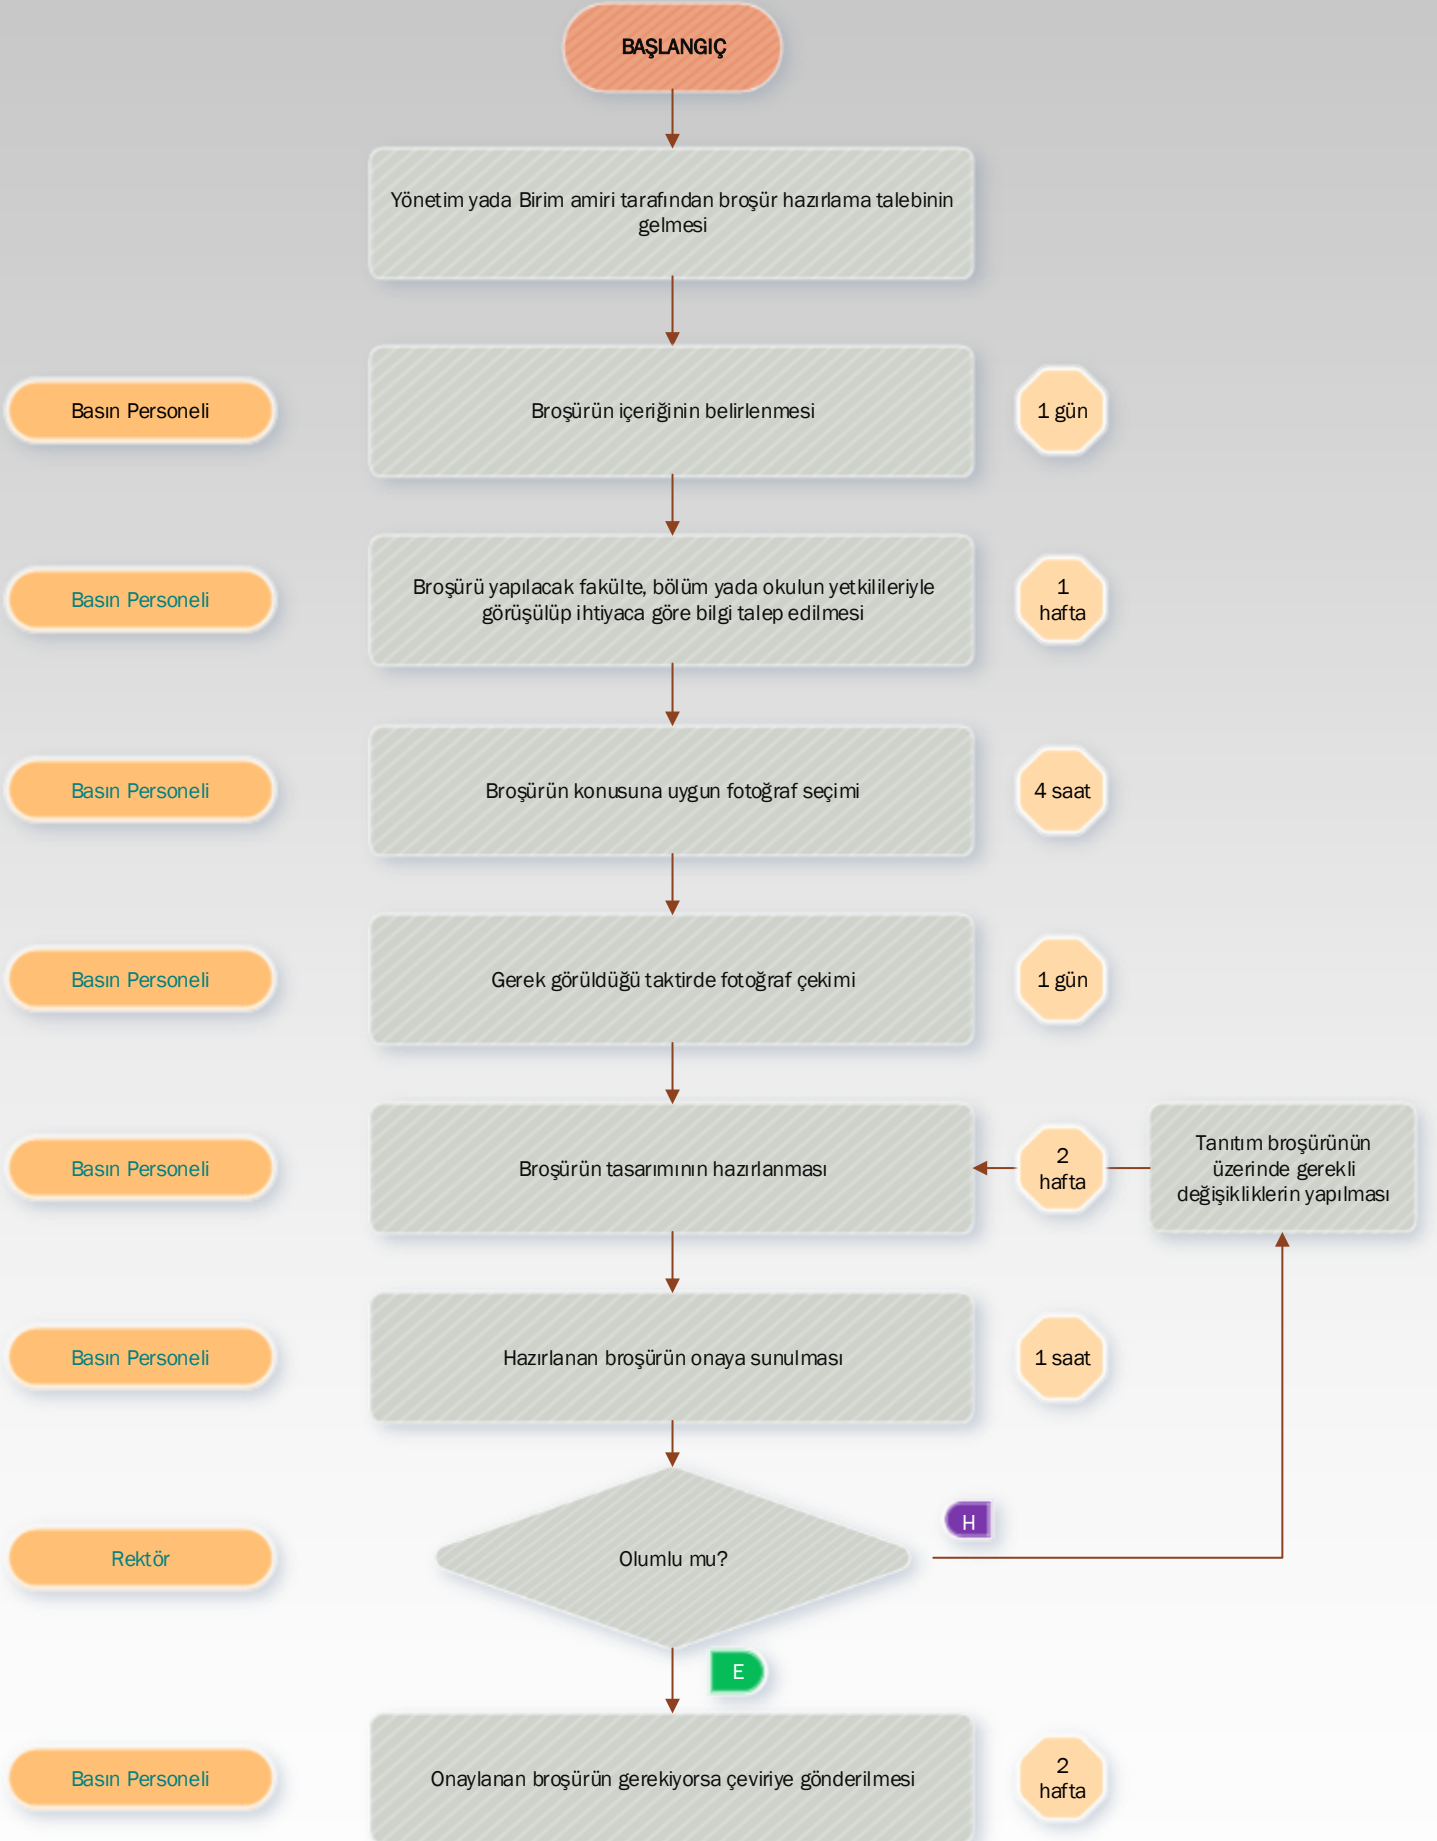 BAŞLANGIÇ
Yönetim yada Birim amiri tarafından broşür hazırlama talebinin
gelmesi
Basın Personeli
Broşürün içeriğinin belirlenmesi
1 gün
Basın Personeli
Broşürü yapılacak fakülte, bölüm yada okulun yetkilileriyle
görüşülüp ihtiyaca göre bilgi talep edilmesi
1
hafta
Basın Personeli
Broşürün konusuna uygun fotoğraf seçimi
4 saat
Basın Personeli
Gerek görüldüğü taktirde fotoğraf çekimi
1 gün
Basın Personeli
Broşürün tasarımının hazırlanması
2
hafta
Tanıtım broşürünün
üzerinde gerekli
değişikliklerin yapılması
Basın Personeli
Hazırlanan broşürün onaya sunulması
1 saat
H
Rektör
Olumlu mu?
E
Basın Personeli
Onaylanan broşürün gerekiyorsa çeviriye gönderilmesi
2
hafta